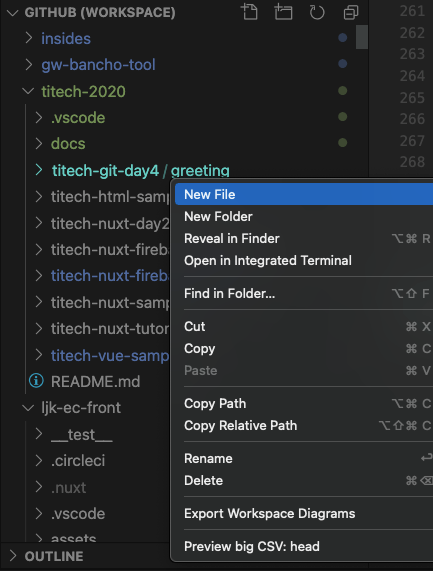 GITHUB (WORKSPACE)
insides
gw-bancho-tool
titech-2020
.vscode
docs
titech-git-day4 / greeting
titech-html-samp
titech-nuxt-day2
titech-nuxt-fireba
titech-nuxt-fireba
titech-nuxt-samp
titech-nuxt-tutor
titech-vue-samp
README.md
ljk-ec-front
__test__
.circleci
.nuxt
.vscode
assets
OUTLINE
261
262
263
264
265
266
267
268
New File
New Folder
Reveal in Finder ⌥⌘ R
Open in Integrated Terminal
Find in Folder... ⌥⇧ F
Cut ⌘ X
Copy ⌘ C
Paste ⌘ V
Copy Path ⌥⌘ C
Copy Relative Path ⌥⇧⌘ C
Rename ↩
Delete ⌘⌫
Export Workspace Diagrams
Preview big CSV: head